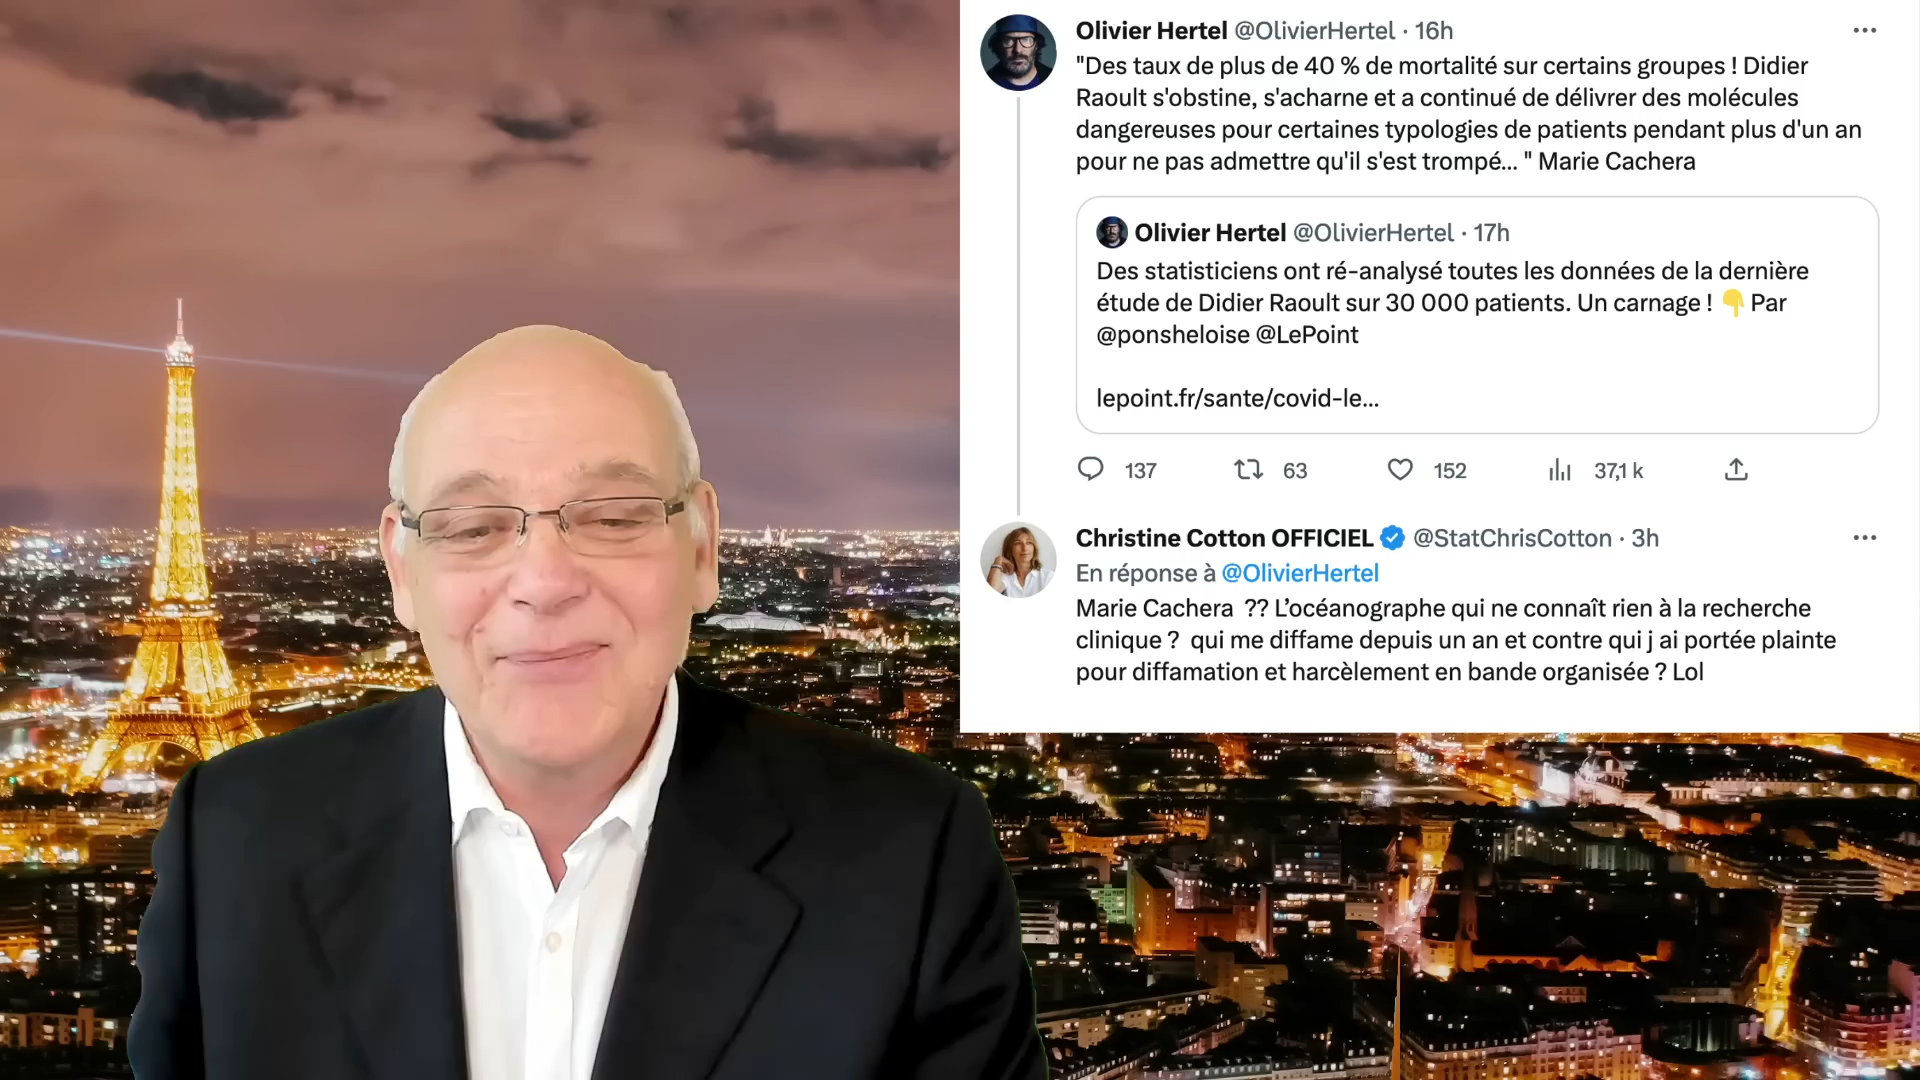 Olivier Hertel @OlivierHertel · 16h
"Des taux de plus de 40 % de mortalité sur certains groupes ! Didier
Raoult s'obstine, s'acharne et a continué de délivrer des molécules
dangereuses pour certaines typologies de patients pendant plus d'un an
pour ne pas admettre qu'il s'est trompé... " Marie Cachera
Olivier Hertel @OlivierHertel · 17h
Des statisticiens ont ré-analysé toutes les données de la dernière
étude de Didier Raoult sur 30 000 patients. Un carnage ! 👇 Par
@ponsheloise @LePoint
lepoint.fr/sante/covid-le...
137 63 152 37,1 k
Christine Cotton OFFICIEL @StatChrisCotton · 3h
En réponse à @OlivierHertel
Marie Cachera  ?? L’océanographe qui ne connaît rien à la recherche
clinique ?  qui me diffame depuis un an et contre qui j ai portée plainte
pour diffamation et harcèlement en bande organisée ? Lol